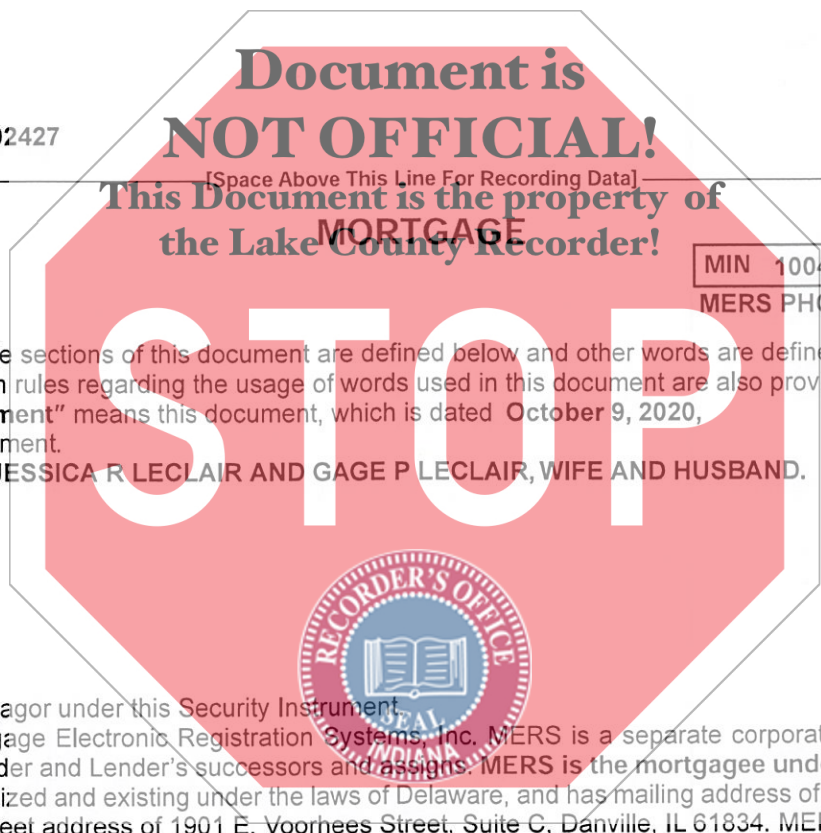 Document is
NOT OFFICIAL!
02427
[Space Above This Line For Recording Data]
This Document is the property of
MORTGAGE
the Lake County Recorder!
MIN 1004
MERS PHO
STOP
e sections of this document are defined below and other words are define
n rules regarding the usage of words used in this document are also prov
ment" means this document, which is dated October 9, 2020,
ment.
JESSICA R LECLAIR AND GAGE P LECLAIR, WIFE AND HUSBAND.
RECORDER'S OFFICE
SEAL
INDIANA
agor under this Security Instrument.
gage Electronic Registration Systems, Inc. MERS is a separate corporat
der and Lender's successors and assigns. MERS is the mortgagee und
ized and existing under the laws of Delaware, and has mailing address of
eet address of 1901 E. Voorhees Street, Suite C, Danville, IL 61834. MER